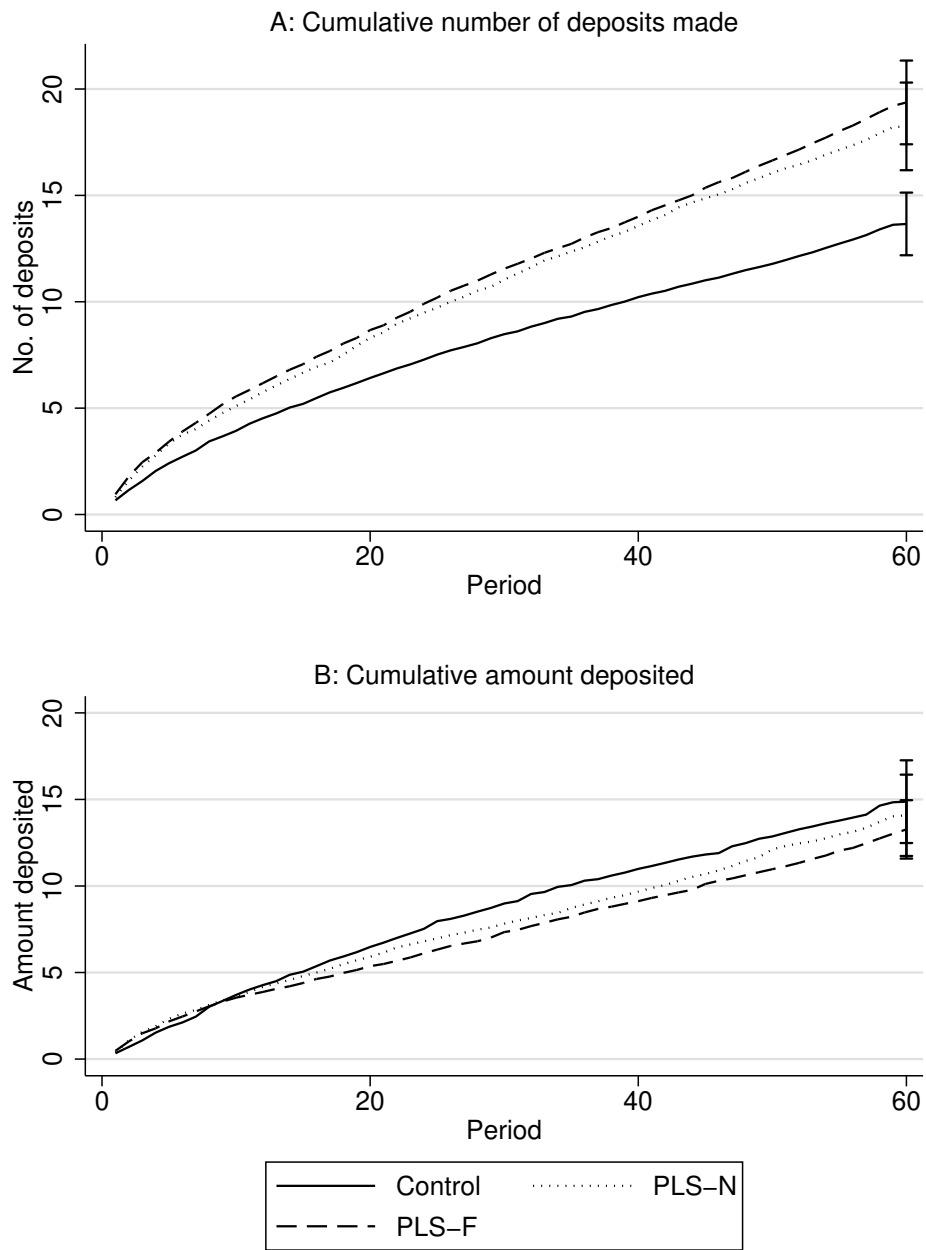 A: Cumulative number of deposits made
No. of deposits
20
15
10
5
0
0 20 40 60
Period
B: Cumulative amount deposited
Amount deposited
20
15
10
5
0
0 20 40 60
Period
Control PLS−N
PLS−F